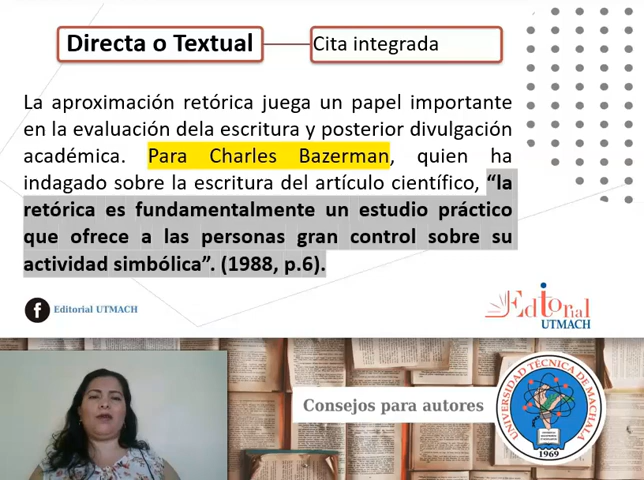 Directa o Textual
Cita integrada
La aproximación retórica juega un papel importante
en la evaluación dela escritura y posterior divulgación
académica. Para Charles Bazerman, quien ha
indagado sobre la escritura del artículo científico, “la
retórica es fundamentalmente un estudio práctico
que ofrece a las personas gran control sobre su
actividad simbólica”. (1988, p.6).
f Editorial UTMACH
Editorial
UTMACH
Consejos para autores
UNIVERSIDAD TÉCNICA DE MACHALA
1969